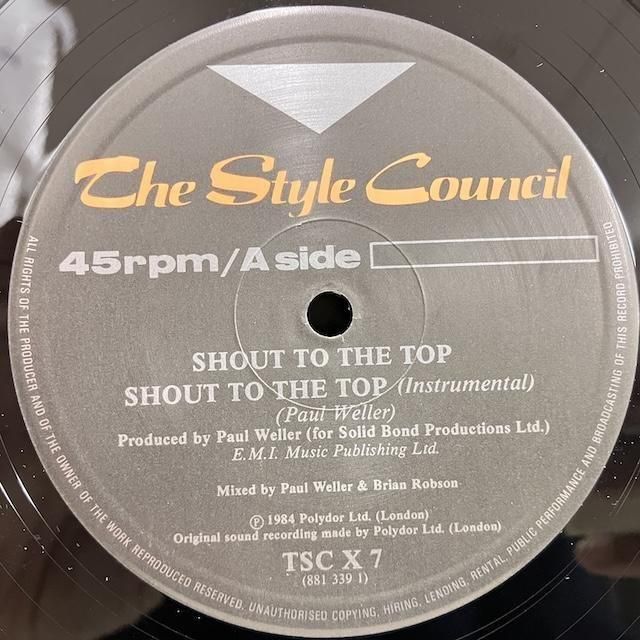 The Style Council
45rpm/A side
SHOUT TO THE TOP
SHOUT TO THE TOP (Instrumental)
(Paul Weller)
Produced by Paul Weller (for Solid Bond Productions Ltd.)
E.M.I. Music Publishing Ltd.
Mixed by Paul Weller & Brian Robson
Ⓟ 1984 Polydor Ltd. (London)
Original sound recording made by Polydor Ltd. (London)
TSC X 7
(881 339 1)
ALL RIGHTS OF THE PRODUCER AND OF THE OWNER OF THE WORK REPRODUCED RESERVED. UNAUTHORISED COPYING, HIRING, LENDING, RENTAL PUBLIC PERFORMANCE AND BROADCASTING OF THIS RECORD PROHIBITED